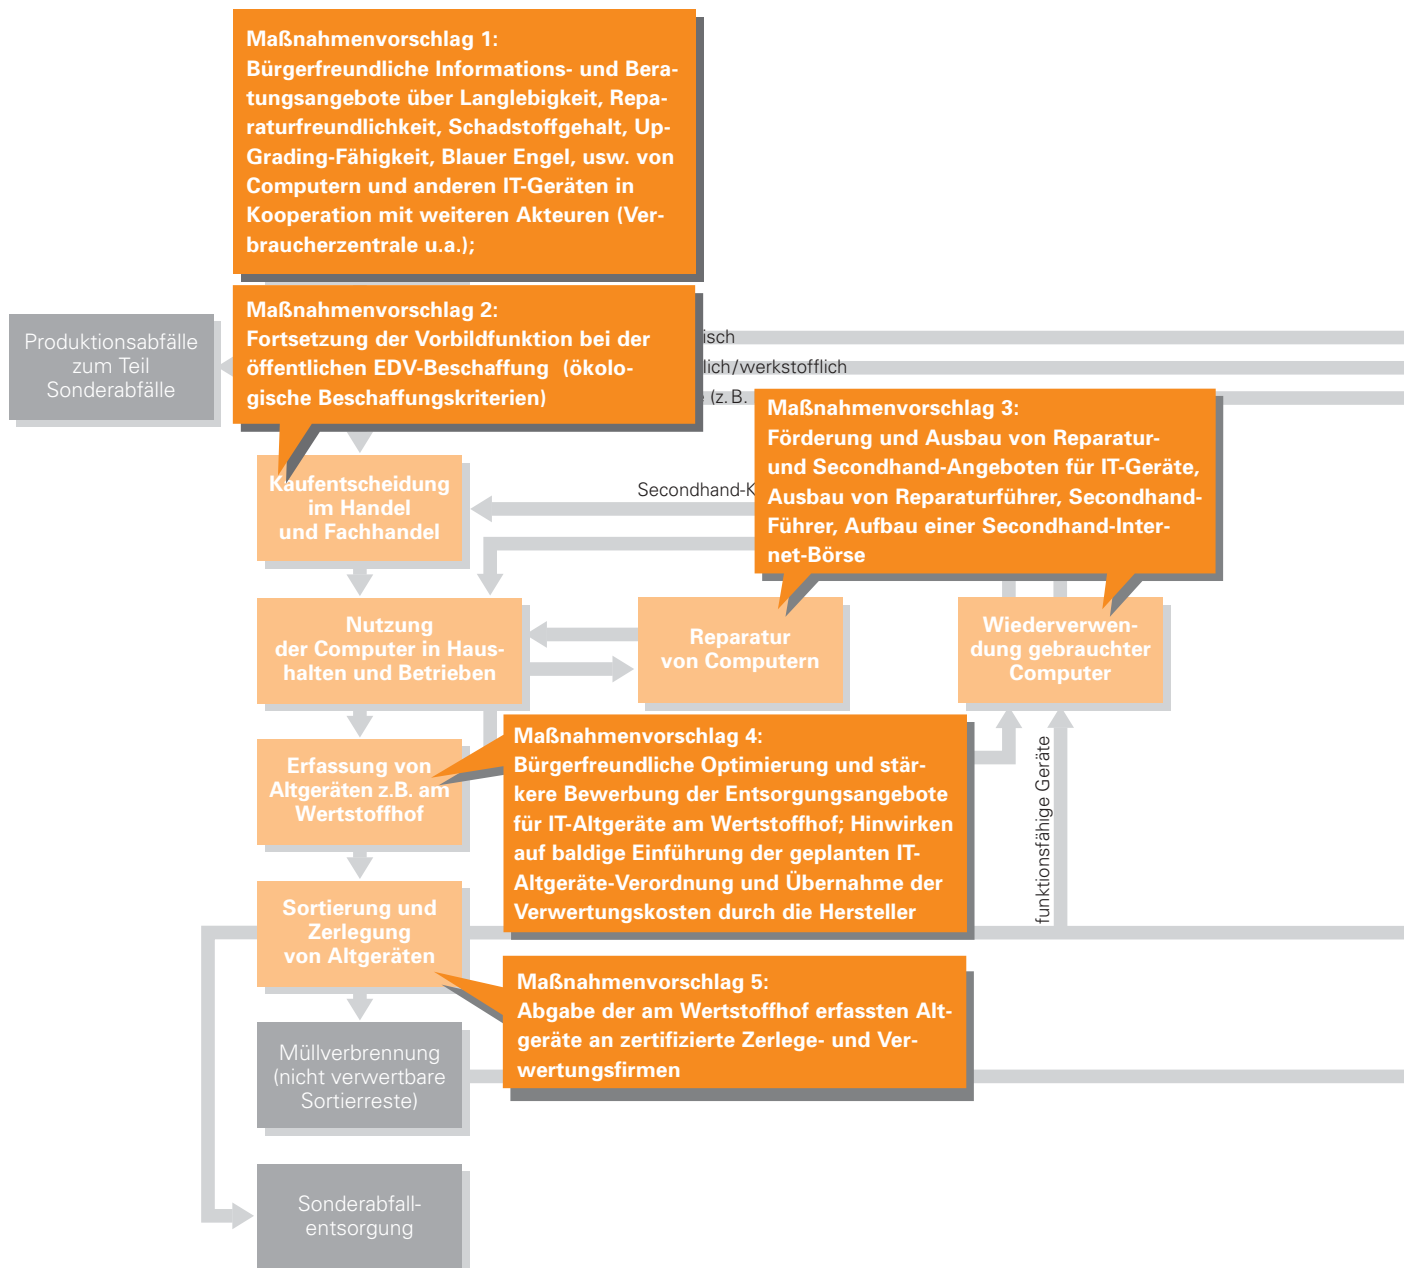 Maßnahmenvorschlag 1:
Bürgerfreundliche Informations- und Bera-
tungsangebote über Langlebigkeit, Repa-
raturfreundlichkeit, Schadstoffgehalt, Up-
Grading-Fähigkeit, Blauer Engel, usw. von
Computern und anderen IT-Geräten in
Kooperation mit weiteren Akteuren (Ver-
braucherzentrale u.a.);
Maßnahmenvorschlag 2:
Fortsetzung der Vorbildfunktion bei der
öffentlichen EDV-Beschaffung (ökolo-
gische Beschaffungskriterien)
Produktionsabfälle
zum Teil
Sonderabfälle
isch
lich/werkstofflich
(z. B.
Maßnahmenvorschlag 3:
Förderung und Ausbau von Reparatur-
und Secondhand-Angeboten für IT-Geräte,
Ausbau von Reparaturführer, Secondhand-
Führer, Aufbau einer Secondhand-Inter-
net-Börse
Kaufentscheidung
im Handel
und Fachhandel
Secondhand-K
Nutzung
der Computer in Haus-
halten und Betrieben
Reparatur
von Computern
Wiederverwen-
dung gebrauchter
Computer
Maßnahmenvorschlag 4:
Bürgerfreundliche Optimierung und stär-
kere Bewerbung der Entsorgungsangebote
für IT-Altgeräte am Wertstoffhof; Hinwirken
auf baldige Einführung der geplanten IT-
Altgeräte-Verordnung und Übernahme der
Verwertungskosten durch die Hersteller
funktionsfähige Geräte
Erfassung von
Altgeräten z.B. am
Wertstoffhof
Sortierung und
Zerlegung
von Altgeräten
Maßnahmenvorschlag 5:
Abgabe der am Wertstoffhof erfassten Alt-
geräte an zertifizierte Zerlege- und Ver-
wertungsfirmen
Müllverbrennung
(nicht verwertbare
Sortierreste)
Sonderabfall-
entsorgung